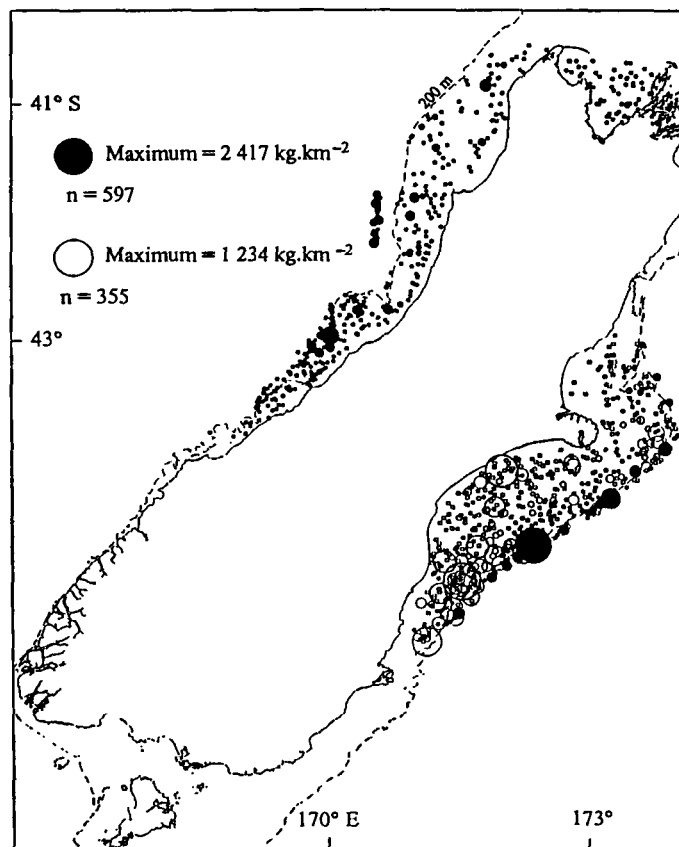 200 m
41° S
Maximum = 2 417 kg.km⁻²
n = 597
Maximum = 1 234 kg.km⁻²
n = 355
43°
170° E
173°